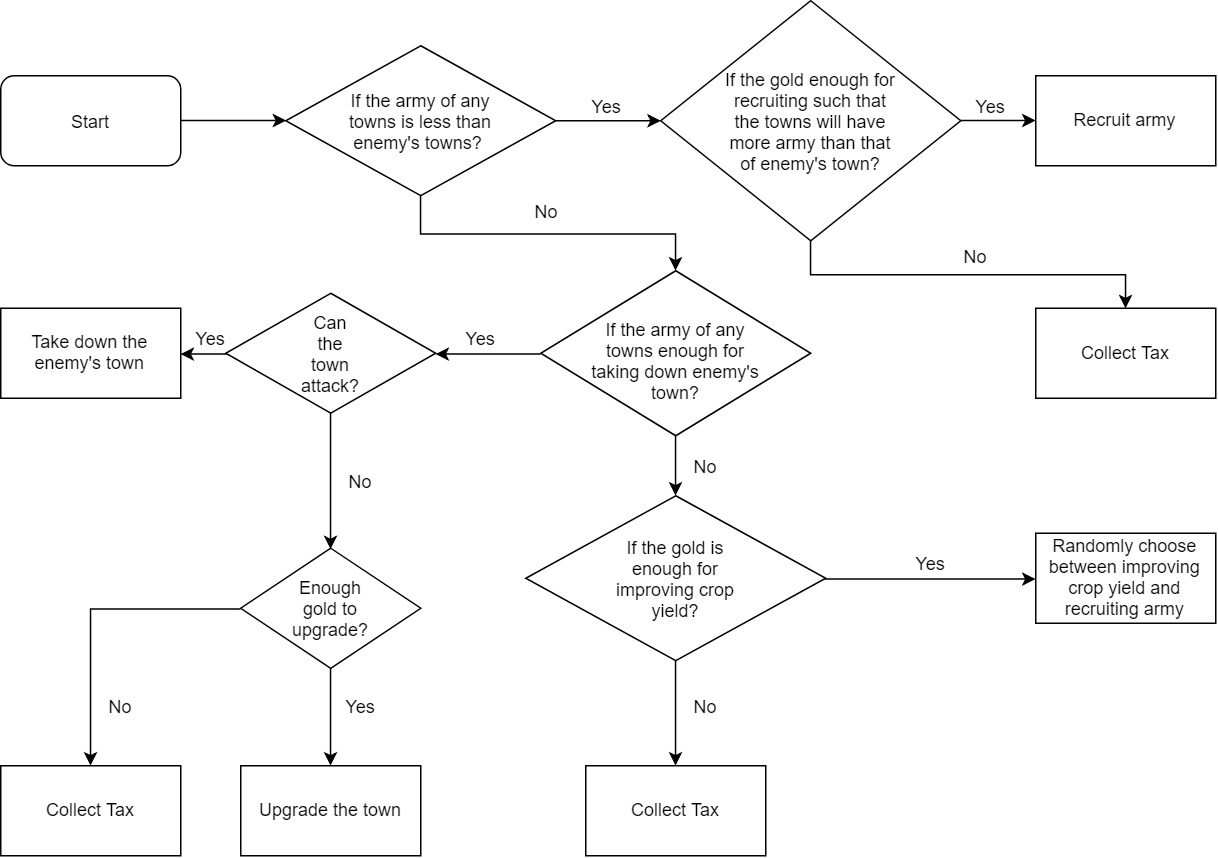 Start
If the army of any
towns is less than
enemy's towns?
Yes
If the gold enough for
recruiting such that
the towns will have
more army than that
of enemy's town?
Yes
Recruit army
No
No
Take down the
enemy's town
Yes
Can
the
town
attack?
Yes
If the army of any
towns enough for
taking down enemy's
town?
Collect Tax
No
No
Enough
gold to
upgrade?
If the gold is
enough for
improving crop
yield?
Yes
Randomly choose
between improving
crop yield and
recruiting army
No
Yes
No
Collect Tax
Upgrade the town
Collect Tax